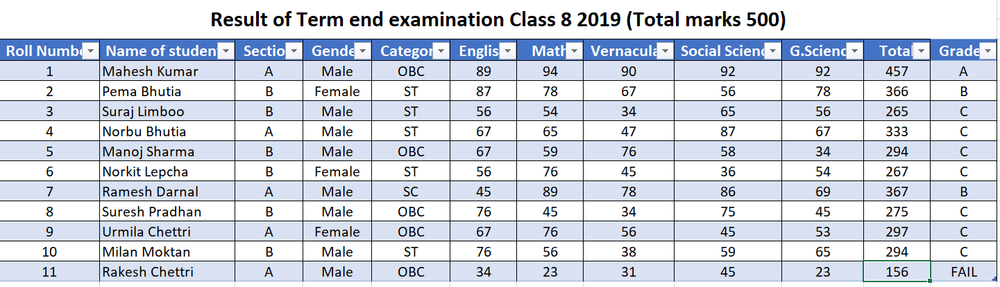 Result of Term end examination Class 8 2019 (Total marks 500)
Roll Numbe Name of studen Sectio Gende Categor Englis Math Vernacula Social Scienc G.Scienc Total Grade
1 Mahesh Kumar A Male OBC 89 94 90 92 92 457 A
2 Pema Bhutia B Female ST 87 78 67 56 78 366 B
3 Suraj Limboo B Male ST 56 54 34 65 56 265 C
4 Norbu Bhutia A Male ST 67 65 47 87 67 333 C
5 Manoj Sharma B Male OBC 67 59 76 58 34 294 C
6 Norkit Lepcha B Female ST 56 76 45 36 54 267 C
7 Ramesh Darnal A Male SC 45 89 78 86 69 367 B
8 Suresh Pradhan B Male OBC 76 45 34 75 45 275 C
9 Urmila Chettri A Female OBC 67 76 56 45 53 297 C
10 Milan Moktan B Male ST 76 56 38 59 65 294 C
11 Rakesh Chettri A Male OBC 34 23 31 45 23 156 FAIL